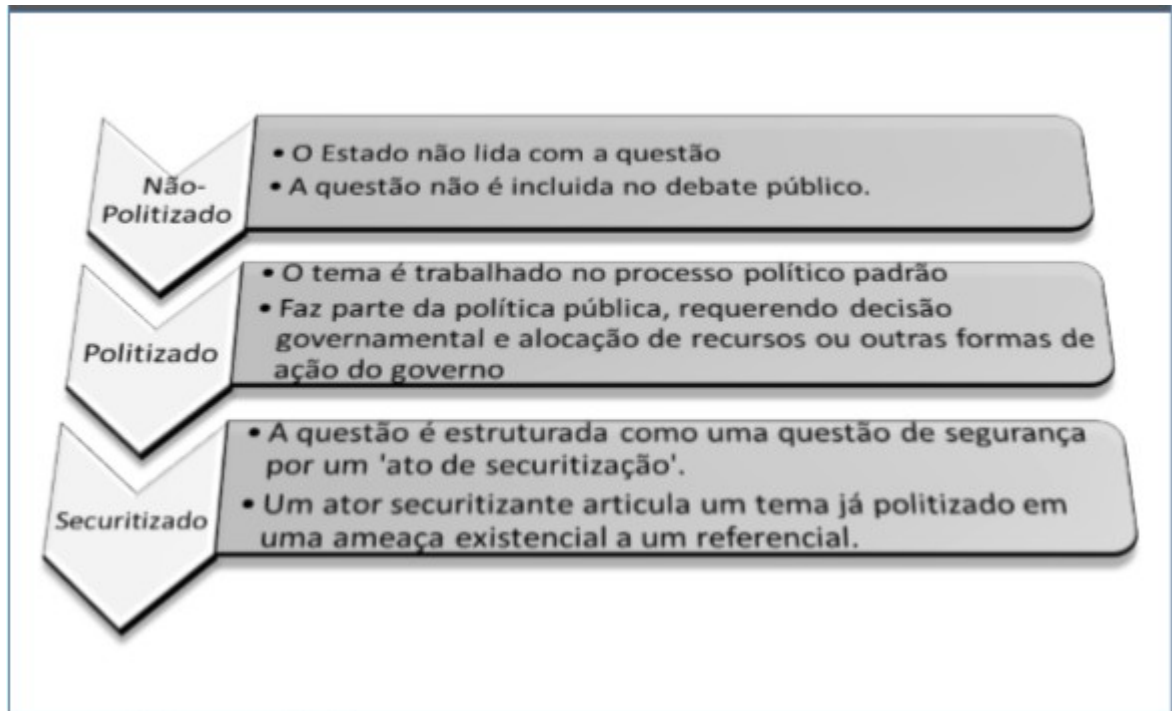 Não-
Politizado
• O Estado não lida com a questão
• A questão não é incluida no debate público.
Politizado
• O tema é trabalhado no processo político padrão
• Faz parte da política pública, requerendo decisão
governamental e alocação de recursos ou outras formas de
ação do governo
Securitizado
• A questão é estruturada como uma questão de segurança
por um 'ato de securitização'.
• Um ator securitizante articula um tema já politizado em
uma ameaça existencial a um referencial.